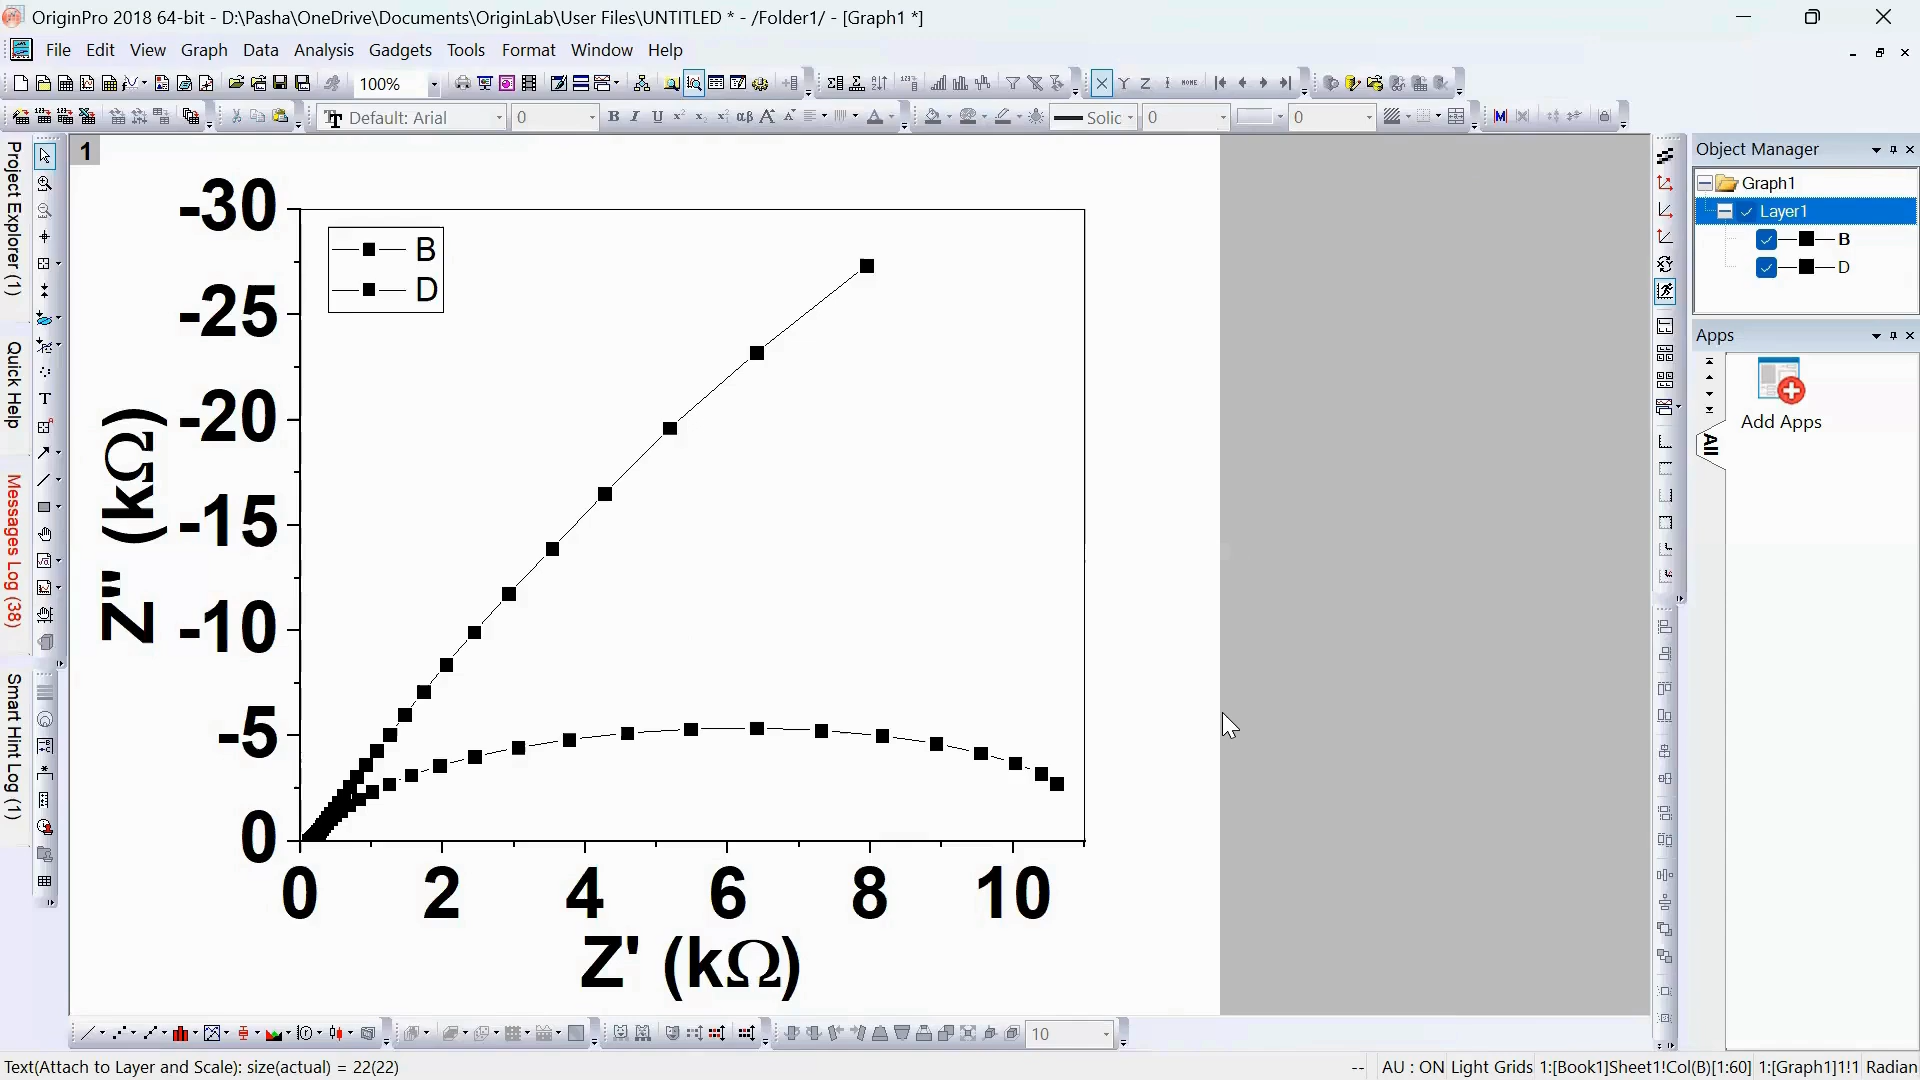 OriginPro 2018 64-bit - D:\Pasha\OneDrive\Documents\OriginLab\User Files\UNTITLED * - /Folder1/ - [Graph1 *]
File Edit View Graph Data Analysis Gadgets Tools Format Window Help
100%
X Y Z NONE
Default: Arial 0 B I U Solic 0 0
Project Explorer (1)
Quick Help
Messages Log (38)
Smart Hint Log (1)
1
-30
-25
-20
-15
-10
-5
0
B
D
Z'' (kΩ)
0 2 4 6 8 10
Z' (kΩ)
Object Manager
Graph1
Layer1
B
D
Apps
All
Add Apps
10
Text(Attach to Layer and Scale): size(actual) = 22(22)
-- AU : ON Light Grids 1:[Book1]Sheet1!Col(B)[1:60] 1:[Graph1]1!1 Radian